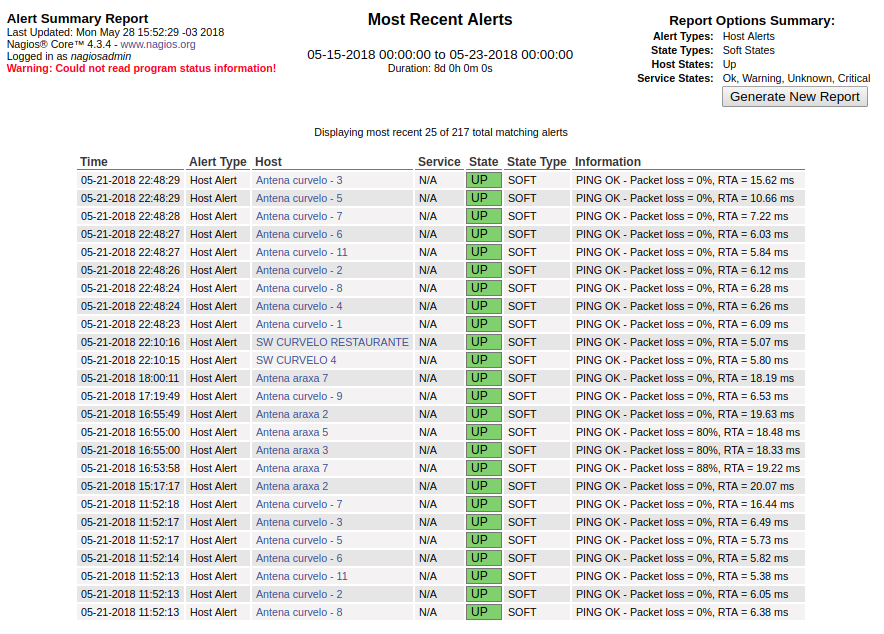 Alert Summary Report
Last Updated: Mon May 28 15:52:29 -03 2018
Nagios® Core™ 4.3.4 - www.nagios.org
Logged in as nagiosadmin
Warning: Could not read program status information!
Most Recent Alerts
05-15-2018 00:00:00 to 05-23-2018 00:00:00
Duration: 8d 0h 0m 0s
Report Options Summary:
Alert Types: Host Alerts
State Types: Soft States
Host States: Up
Service States: Ok, Warning, Unknown, Critical
Generate New Report
Displaying most recent 25 of 217 total matching alerts
Time Alert Type Host Service State State Type Information
05-21-2018 22:48:29 Host Alert Antena curvelo - 3 N/A UP SOFT PING OK - Packet loss = 0%, RTA = 15.62 ms
05-21-2018 22:48:29 Host Alert Antena curvelo - 5 N/A UP SOFT PING OK - Packet loss = 0%, RTA = 10.66 ms
05-21-2018 22:48:28 Host Alert Antena curvelo - 7 N/A UP SOFT PING OK - Packet loss = 0%, RTA = 7.22 ms
05-21-2018 22:48:27 Host Alert Antena curvelo - 6 N/A UP SOFT PING OK - Packet loss = 0%, RTA = 6.03 ms
05-21-2018 22:48:27 Host Alert Antena curvelo - 11 N/A UP SOFT PING OK - Packet loss = 0%, RTA = 5.84 ms
05-21-2018 22:48:26 Host Alert Antena curvelo - 2 N/A UP SOFT PING OK - Packet loss = 0%, RTA = 6.12 ms
05-21-2018 22:48:24 Host Alert Antena curvelo - 8 N/A UP SOFT PING OK - Packet loss = 0%, RTA = 6.28 ms
05-21-2018 22:48:24 Host Alert Antena curvelo - 4 N/A UP SOFT PING OK - Packet loss = 0%, RTA = 6.26 ms
05-21-2018 22:48:23 Host Alert Antena curvelo - 1 N/A UP SOFT PING OK - Packet loss = 0%, RTA = 6.09 ms
05-21-2018 22:10:16 Host Alert SW CURVELO RESTAURANTE N/A UP SOFT PING OK - Packet loss = 0%, RTA = 5.07 ms
05-21-2018 22:10:15 Host Alert SW CURVELO 4 N/A UP SOFT PING OK - Packet loss = 0%, RTA = 5.80 ms
05-21-2018 18:00:11 Host Alert Antena araxa 7 N/A UP SOFT PING OK - Packet loss = 0%, RTA = 18.19 ms
05-21-2018 17:19:49 Host Alert Antena curvelo - 9 N/A UP SOFT PING OK - Packet loss = 0%, RTA = 6.53 ms
05-21-2018 16:55:49 Host Alert Antena araxa 2 N/A UP SOFT PING OK - Packet loss = 0%, RTA = 19.63 ms
05-21-2018 16:55:00 Host Alert Antena araxa 5 N/A UP SOFT PING OK - Packet loss = 80%, RTA = 18.48 ms
05-21-2018 16:55:00 Host Alert Antena araxa 3 N/A UP SOFT PING OK - Packet loss = 80%, RTA = 18.33 ms
05-21-2018 16:53:58 Host Alert Antena araxa 7 N/A UP SOFT PING OK - Packet loss = 88%, RTA = 19.22 ms
05-21-2018 15:17:17 Host Alert Antena araxa 2 N/A UP SOFT PING OK - Packet loss = 0%, RTA = 20.07 ms
05-21-2018 11:52:18 Host Alert Antena curvelo - 7 N/A UP SOFT PING OK - Packet loss = 0%, RTA = 16.44 ms
05-21-2018 11:52:17 Host Alert Antena curvelo - 3 N/A UP SOFT PING OK - Packet loss = 0%, RTA = 6.49 ms
05-21-2018 11:52:17 Host Alert Antena curvelo - 5 N/A UP SOFT PING OK - Packet loss = 0%, RTA = 5.73 ms
05-21-2018 11:52:14 Host Alert Antena curvelo - 6 N/A UP SOFT PING OK - Packet loss = 0%, RTA = 5.82 ms
05-21-2018 11:52:13 Host Alert Antena curvelo - 11 N/A UP SOFT PING OK - Packet loss = 0%, RTA = 5.38 ms
05-21-2018 11:52:13 Host Alert Antena curvelo - 2 N/A UP SOFT PING OK - Packet loss = 0%, RTA = 6.05 ms
05-21-2018 11:52:13 Host Alert Antena curvelo - 8 N/A UP SOFT PING OK - Packet loss = 0%, RTA = 6.38 ms